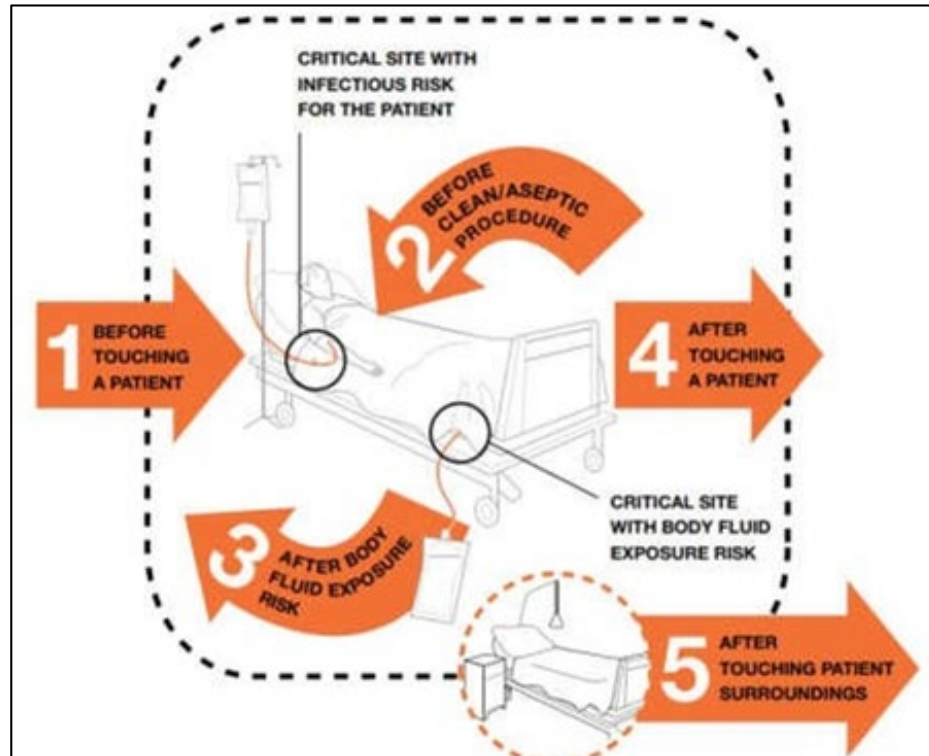 CRITICAL SITE WITH
INFECTIOUS RISK
FOR THE PATIENT
2
BEFORE
CLEAN/ASEPTIC
PROCEDURE
1
BEFORE
TOUCHING
A PATIENT
4
AFTER
TOUCHING
A PATIENT
3
AFTER BODY
FLUID EXPOSURE
RISK
CRITICAL SITE
WITH BODY FLUID
EXPOSURE RISK
5
AFTER
TOUCHING PATIENT
SURROUNDINGS